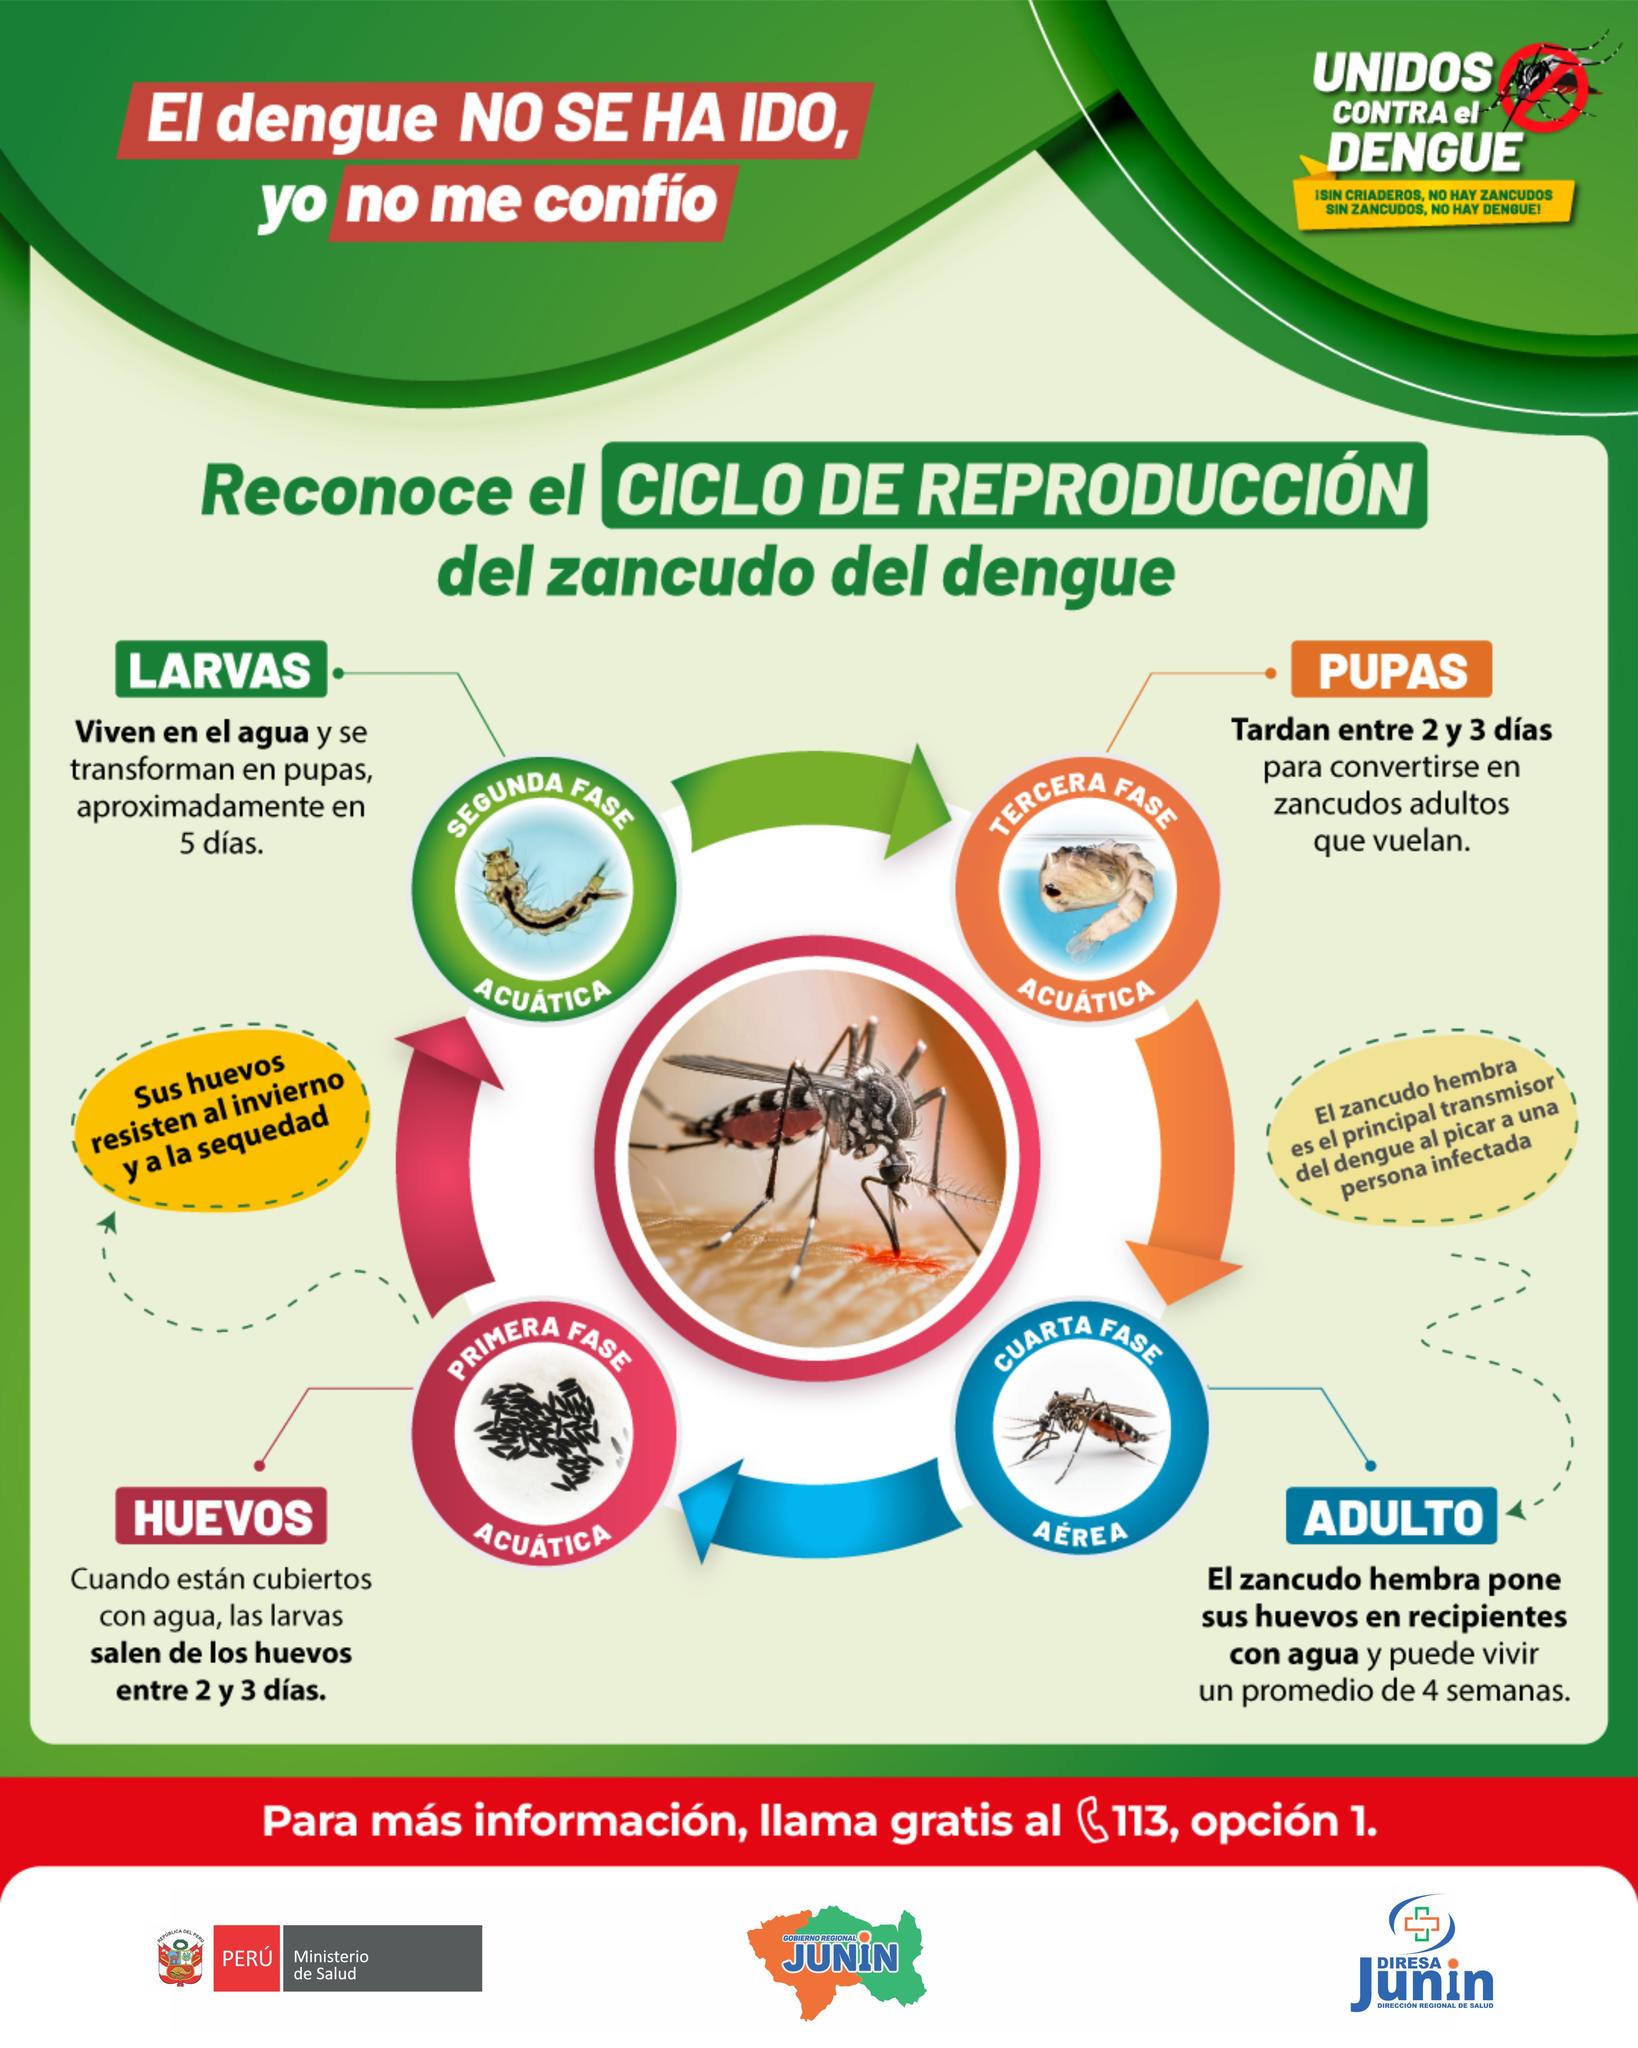 El dengue NO SE HA IDO,
yo no me confío
UNIDOS
CONTRA el
DENGUE
¡SIN CRIADEROS, NO HAY ZANCUDOS
SIN ZANCUDOS, NO HAY DENGUE!
Reconoce el CICLO DE REPRODUCCIÓN
del zancudo del dengue
LARVAS
Viven en el agua y se
transforman en pupas,
aproximadamente en
5 días.
SEGUNDA FASE
ACUÁTICA
PUPAS
Tardan entre 2 y 3 días
para convertirse en
zancudos adultos
que vuelan.
TERCERA FASE
ACUÁTICA
Sus huevos
resisten al invierno
y a la sequedad
El zancudo hembra
es el principal transmisor
del dengue al picar a una
persona infectada
PRIMERA FASE
ACUÁTICA
HUEVOS
Cuando están cubiertos
con agua, las larvas
salen de los huevos
entre 2 y 3 días.
CUARTA FASE
AÉREA
ADULTO
El zancudo hembra pone
sus huevos en recipientes
con agua y puede vivir
un promedio de 4 semanas.
Para más información, llama gratis al 113, opción 1.
REPÚBLICA DEL PERÚ
PERÚ
Ministerio
de Salud
GOBIERNO REGIONAL
JUNIN
DIRESA
Junin
DIRECCIÓN REGIONAL DE SALUD